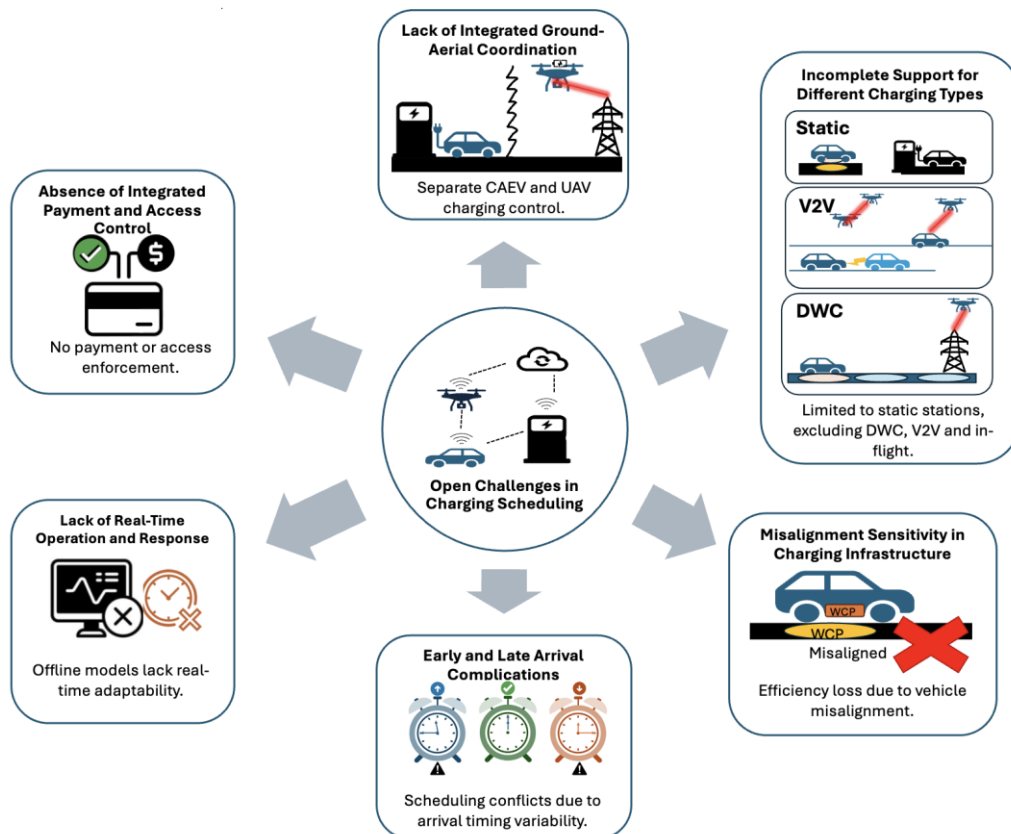 Lack of Integrated Ground-
Aerial Coordination
Separate CAEV and UAV
charging control.
Incomplete Support for
Different Charging Types
Static
V2V
DWC
Limited to static stations,
excluding DWC, V2V and in-
flight.
Absence of Integrated
Payment and Access
Control
$
No payment or access
enforcement.
Open Challenges in
Charging Scheduling
Lack of Real-Time
Operation and Response
Offline models lack real-
time adaptability.
Misalignment Sensitivity in
Charging Infrastructure
WCP
WCP
Misaligned
Efficiency loss due to vehicle
misalignment.
Early and Late Arrival
Complications
Scheduling conflicts due to
arrival timing variability.